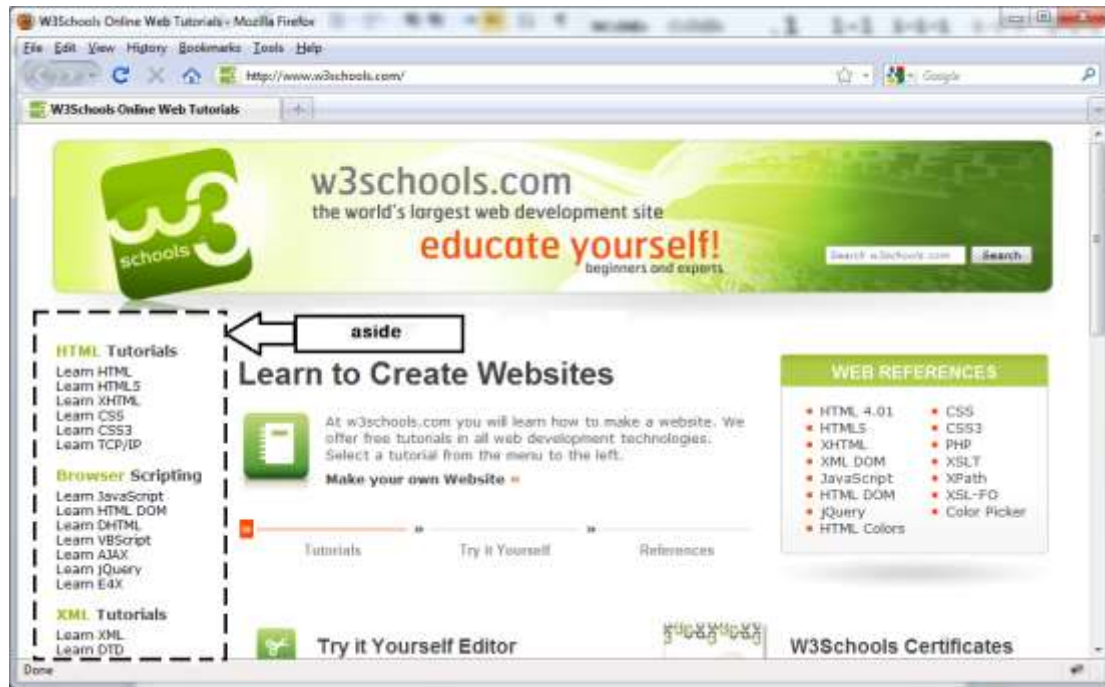 W3Schools Online Web Tutorials - Mozilla Firefox
File Edit View History Bookmarks Tools Help
http://www.w3schools.com/
Google
W3Schools Online Web Tutorials
w3 schools
w3schools.com
the world's largest web development site
educate yourself!
beginners and experts
Search w3schools.com
Search
aside
HTML Tutorials
Learn HTML
Learn HTML5
Learn XHTML
Learn CSS
Learn CSS3
Learn TCP/IP
Browser Scripting
Learn JavaScript
Learn HTML DOM
Learn DHTML
Learn VBScript
Learn AJAX
Learn jQuery
Learn E4X
XML Tutorials
Learn XML
Learn DTD
Learn to Create Websites
At w3schools.com you will learn how to make a website. We
offer free tutorials in all web development technologies.
Select a tutorial from the menu to the left.
Make your own Website »
» » »
Tutorials Try it Yourself References
Try it Yourself Editor
WEB REFERENCES
• HTML 4.01
• HTML5
• XHTML
• XML DOM
• JavaScript
• HTML DOM
• jQuery
• HTML Colors
• CSS
• CSS3
• PHP
• XSLT
• XPath
• XSL-FO
• Color Picker
W3Schools Certificates
Done